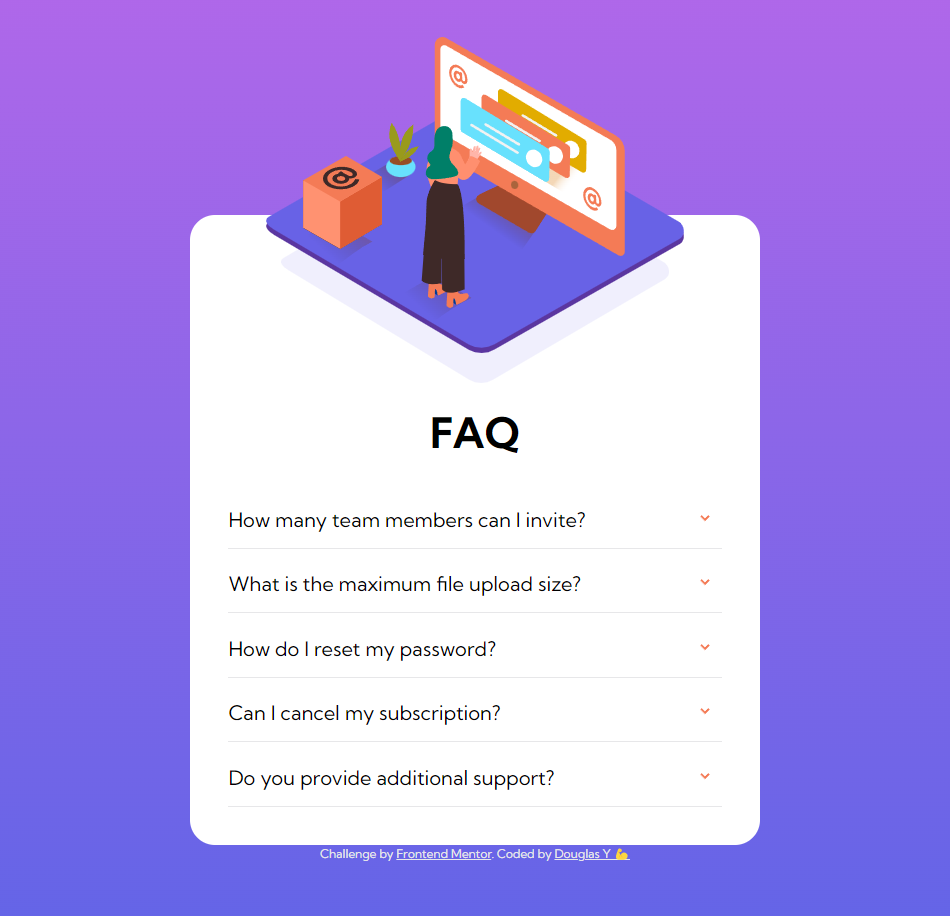 @
@
@
FAQ
How many team members can I invite?
What is the maximum file upload size?
How do I reset my password?
Can I cancel my subscription?
Do you provide additional support?
Challenge by Frontend Mentor. Coded by Douglas Y 💪